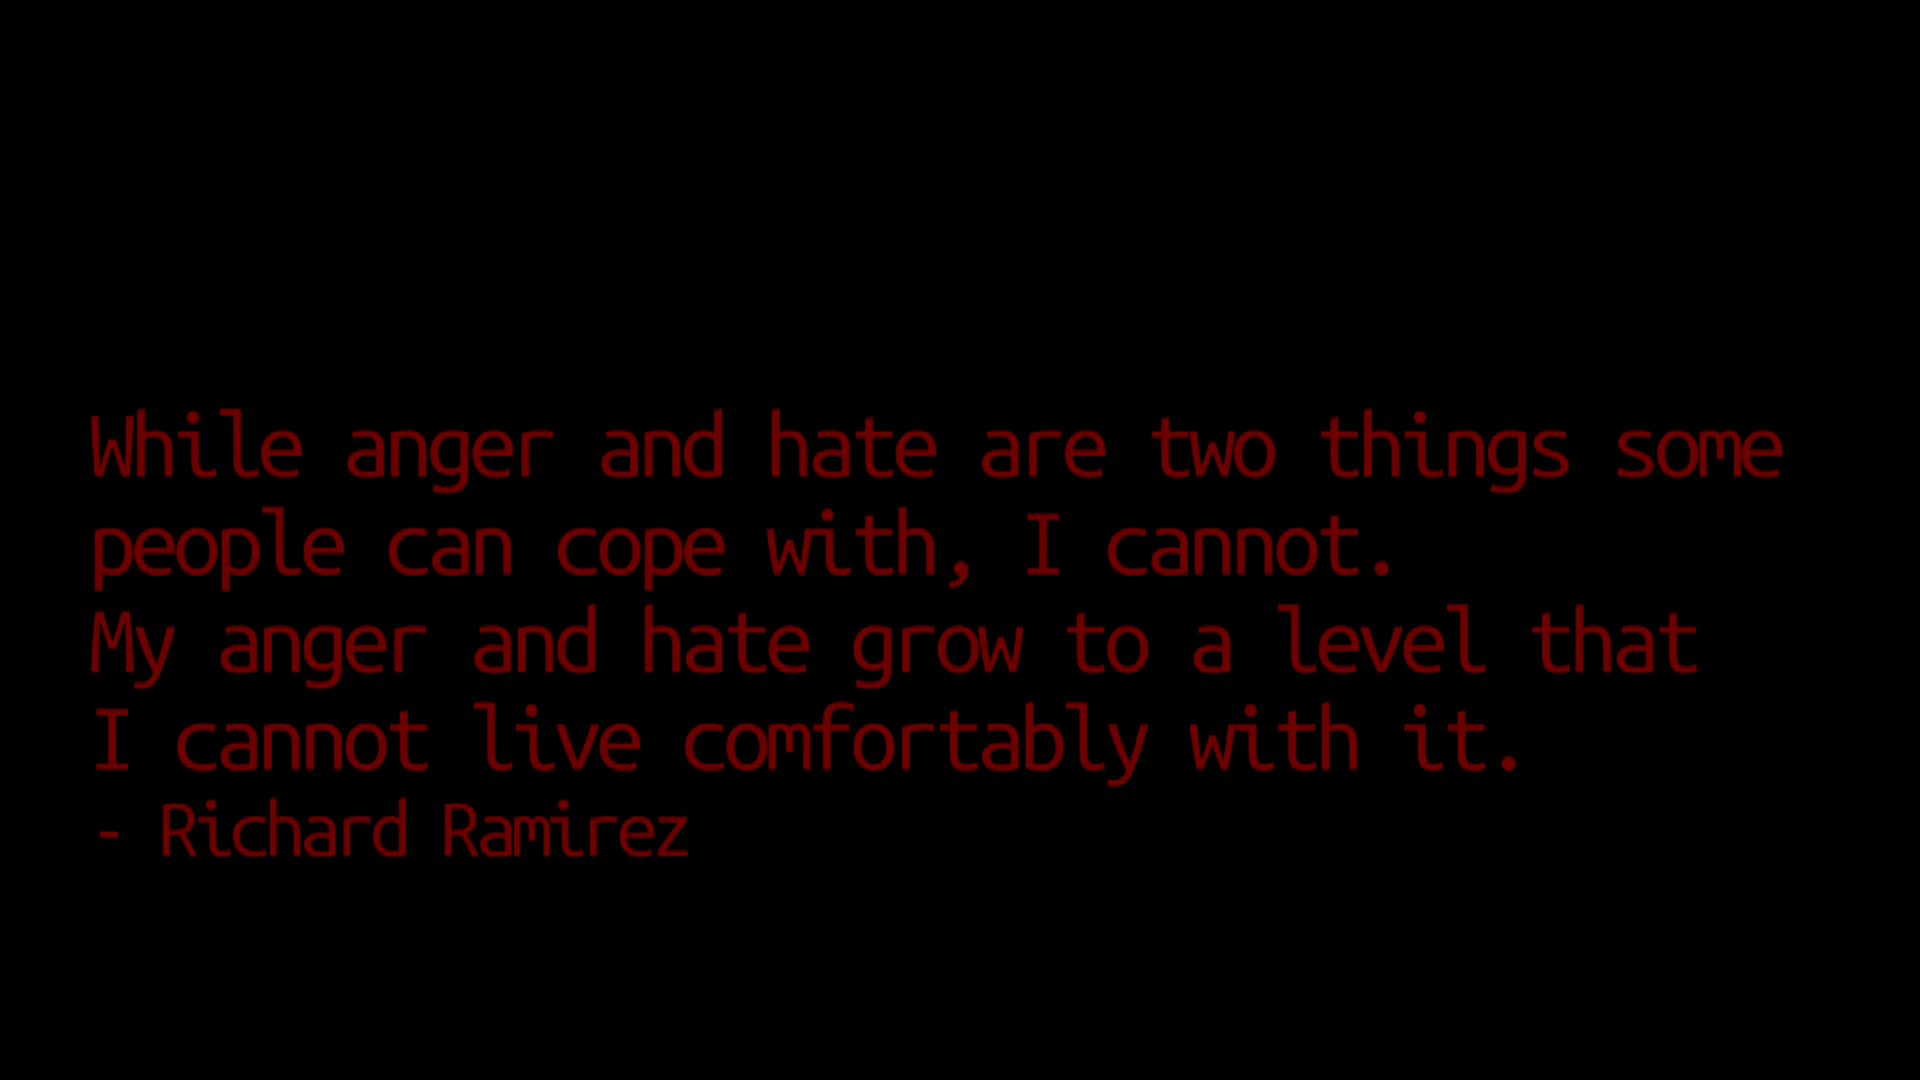 While anger and hate are two things some
people can cope with, I cannot.
My anger and hate grow to a level that
I cannot live comfortably with it.
- Richard Ramirez